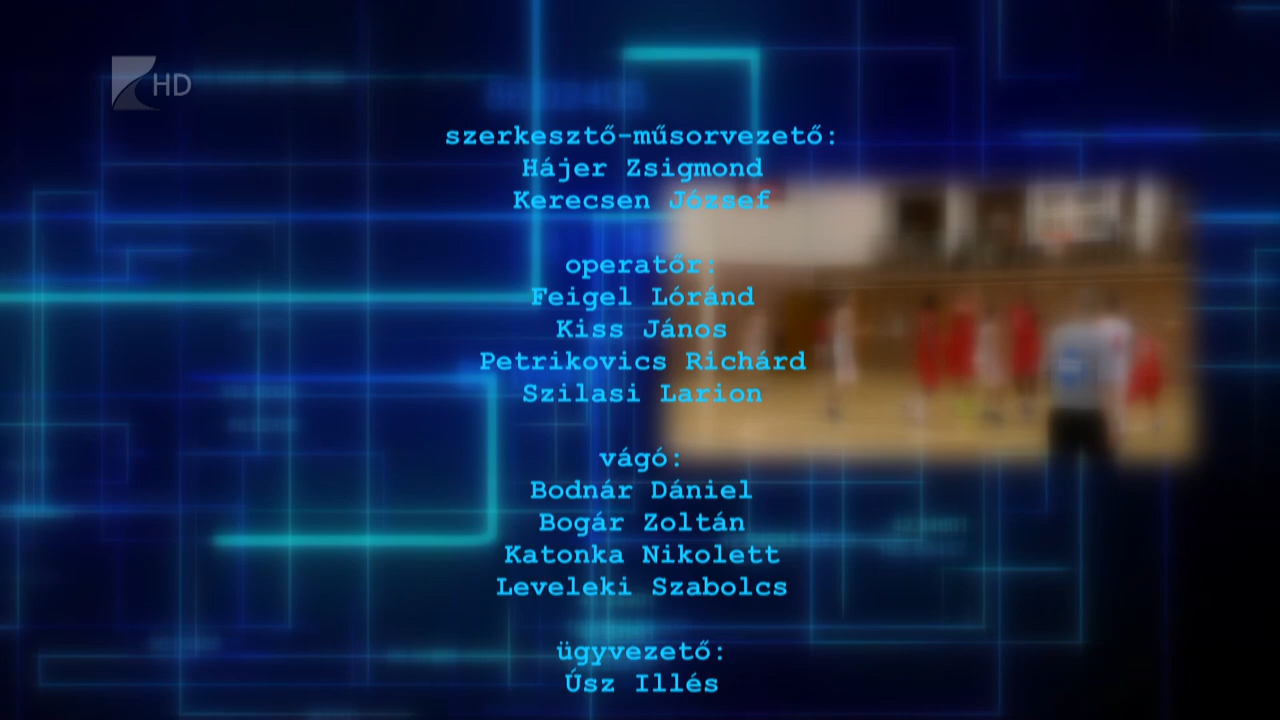 HD
szerkesztő-műsorvezető:
Hájer Zsigmond
Kerecsen József
operatőr:
Feigel Lóránd
Kiss János
Petrikovics Richárd
Szilasi Larion
vágó:
Bodnár Dániel
Bogár Zoltán
Katonka Nikolett
Leveleki Szabolcs
ügyvezető:
Úsz Illés